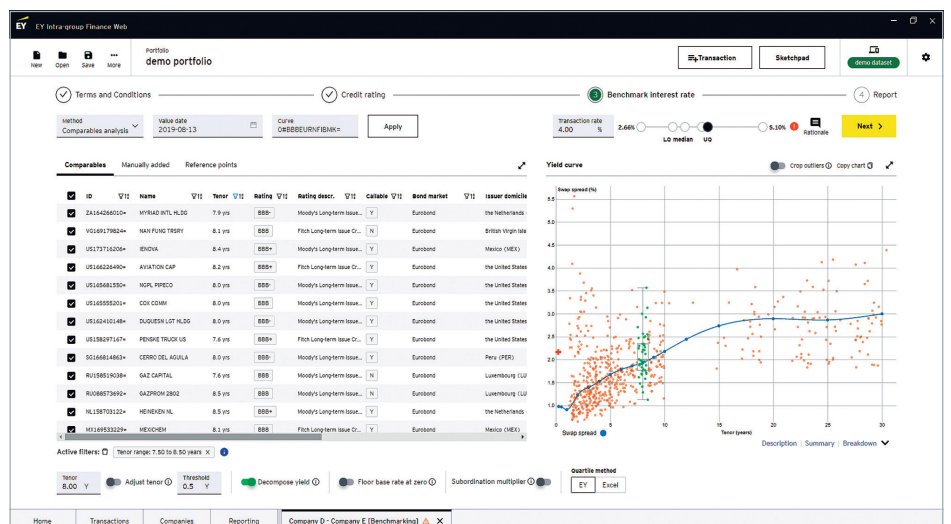 EY EY Intra-group Finance Web
New Open Save More
Portfolio
demo portfolio
Transaction Sketchpad demo dataset
Terms and Conditions Credit rating 3 Benchmark interest rate 4 Report
Method
Comparables analysis
Value date
2019-08-13
Curve
0#BBBEURNFIBMK=
Apply
Transaction rate
4.00 %
2.66% 5.10%
LQ median UQ
Rationale
Next >
Comparables Manually added Reference points
ID Name Tenor Rating Rating descr. Callable Bond market Issuer domicile
ZA164266010= MYRIAD INTL HLDG 7.9 yrs BBB- Moody's Long-term Issue... Y Eurobond the Netherlands
VG169179824= NAN FUNG TRSRY 8.1 yrs BBB- Fitch Long-term Issue Cr... N Eurobond British Virgin Isla
US173716206= IENOVA 8.4 yrs BBB+ Moody's Long-term Issue... Y Eurobond Mexico (MEX)
US166226490= AVIATION CAP 8.2 yrs BBB+ Fitch Long-term Issue Cr... Y Eurobond the United States
US165681550= NGPL PIPECO 8.0 yrs BBB- Moody's Long-term Issue... Y Eurobond the United States
US165555201= COX COMM 8.0 yrs BBB Moody's Long-term Issue... Y Eurobond the United States
US162410148= DUQUESN LGT HLDG 8.0 yrs BBB- Moody's Long-term Issue... Y Eurobond the United States
US158297167= PENSKE TRUCK US 7.6 yrs BBB+ Fitch Long-term Issue Cr... Y Eurobond the United States
SG166814863= CERRO DEL AGUILA 8.0 yrs BBB- Moody's Long-term Issue... Y Eurobond Peru (PER)
RU158519038= GAZ CAPITAL 7.6 yrs BBB Moody's Long-term Issue... N Eurobond Luxembourg (LU
RU088573692= GAZPROM 2802 8.5 yrs BBB Moody's Long-term Issue... N Eurobond Luxembourg (LU
NL158703122= HEINEKEN NL 8.5 yrs BBB+ Moody's Long-term Issue... Y Eurobond the Netherlands
MX169533229= MEXICHEM 8.1 yrs BBB Fitch Long-term Issue Cr... Y Eurobond Mexico (MEX)
Active filters: Tenor range: 7.50 to 8.50 years X
Yield curve Crop outliers Copy chart
Swap spread (%)
5.5
5.0
4.5
4.0
3.5
3.0
2.5
2.0
1.5
1.0
0 5 10 15 20 25 30
Swap spread Tenor (years)
Description | Summary | Breakdown
Tenor
8.00 Y
Adjust tenor
Threshold
0.5 Y
Decompose yield Floor base rate at zero Subordination multiplier
Quartile method
EY Excel
Home Transactions Companies Reporting Company D - Company E [Benchmarking] X